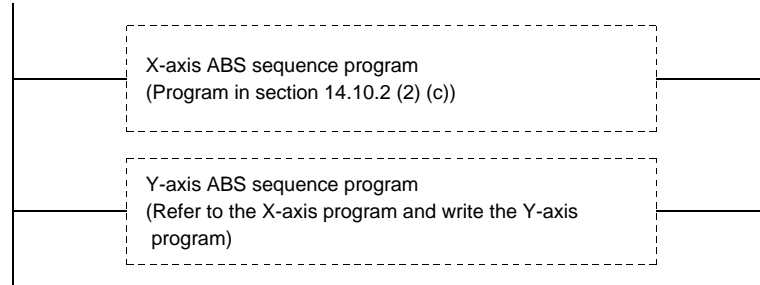 X-axis ABS sequence program
(Program in section 14.10.2 (2) (c))
Y-axis ABS sequence program
(Refer to the X-axis program and write the Y-axis
program)